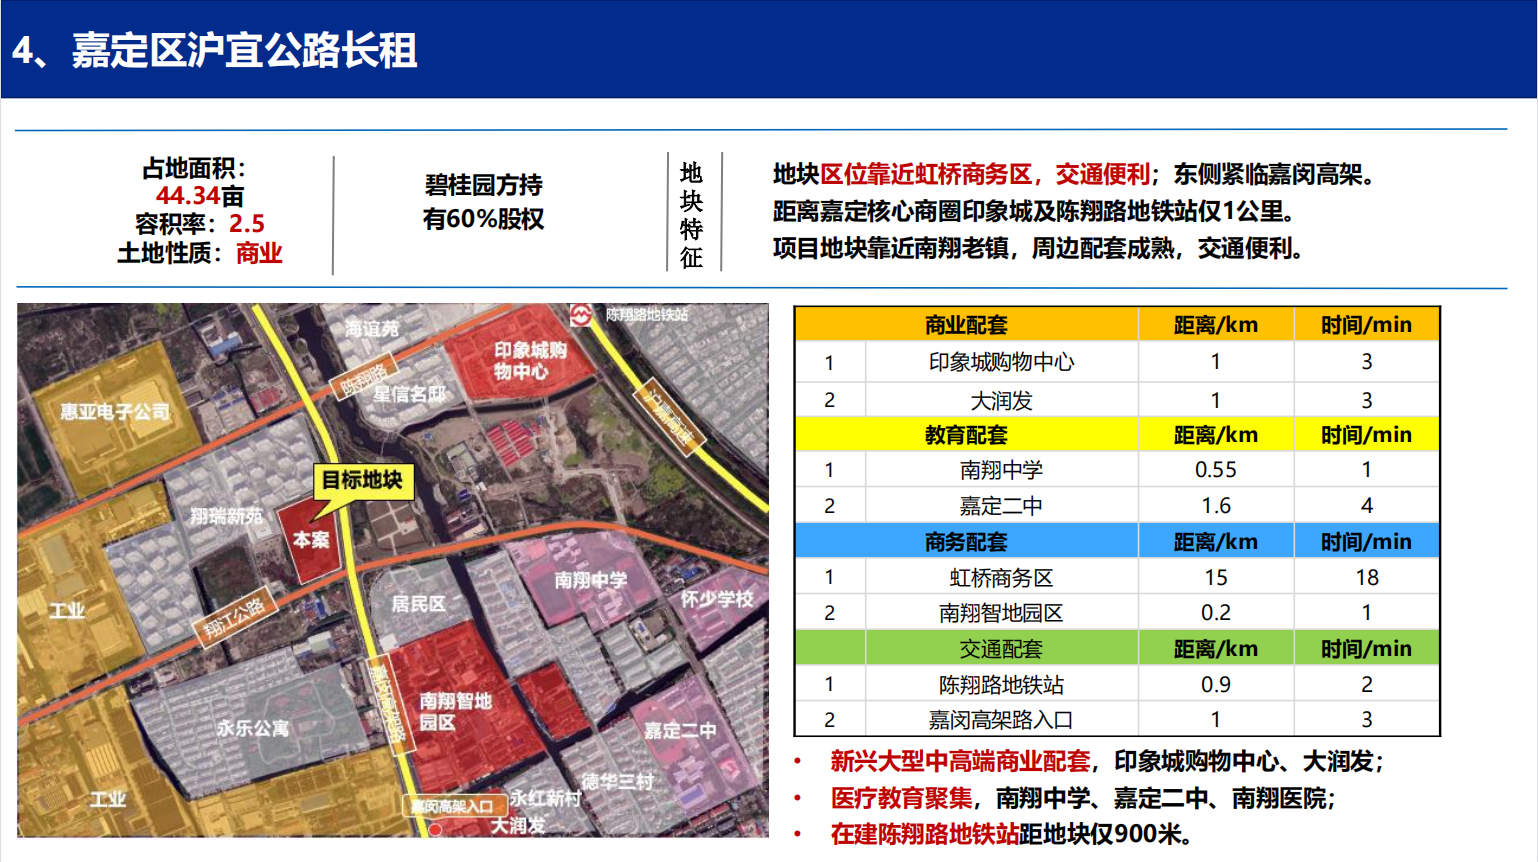 4、嘉定区沪宜公路长租
占地面积：
44.34亩
容积率：2.5
土地性质：商业
碧桂园方持
有60%股权
地
块
特
征
地块区位靠近虹桥商务区，交通便利；东侧紧临嘉闵高架。
距离嘉定核心商圈印象城及陈翔路地铁站仅1公里。
项目地块靠近南翔老镇，周边配套成熟，交通便利。
陈翔路地铁站
海谊苑
印象城购
物中心
陈翔路
星信名邸
惠亚电子公司
沪嘉高速
目标地块
翔瑞新苑
本案
南翔中学
居民区
怀少学校
工业
翔江公路
南翔智地
园区
嘉闵高架路
永乐公寓
嘉定二中
德华三村
工业
永红新村
嘉闵高架入口
大润发
商业配套 距离/km 时间/min
1 印象城购物中心 1 3
2 大润发 1 3
教育配套 距离/km 时间/min
1 南翔中学 0.55 1
2 嘉定二中 1.6 4
商务配套 距离/km 时间/min
1 虹桥商务区 15 18
2 南翔智地园区 0.2 1
交通配套 距离/km 时间/min
1 陈翔路地铁站 0.9 2
2 嘉闵高架路入口 1 3
• 新兴大型中高端商业配套，印象城购物中心、大润发；
• 医疗教育聚集，南翔中学、嘉定二中、南翔医院；
• 在建陈翔路地铁站距地块仅900米。